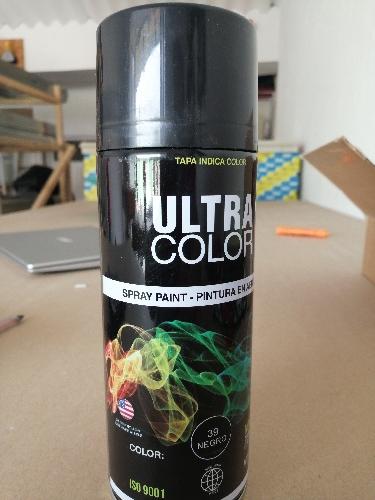 TAPA INDICA COLOR
ULTRA
COLOR
SPRAY PAINT - PINTURA EN
COLOR:
39
NEGRO
ISO 9001